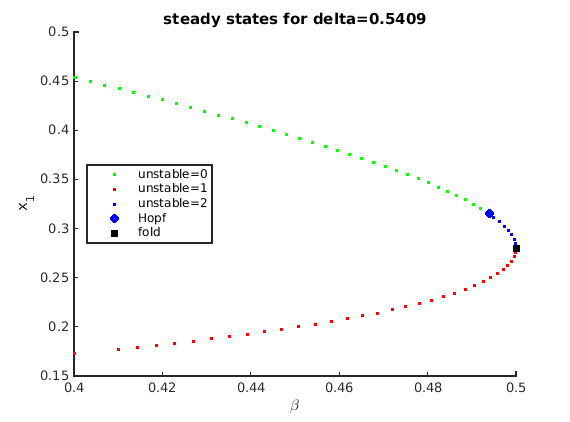 steady states for delta=0.5409
0.5
0.45
0.4
0.35
0.3
0.25
0.2
0.15
x1
unstable=0
unstable=1
unstable=2
Hopf
fold
0.4 0.42 0.44 0.46 0.48 0.5
β